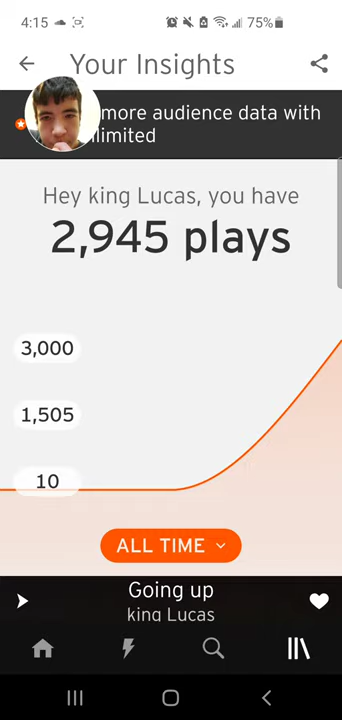 4:15
75%
Your Insights
more audience data with
limited
Hey king Lucas, you have
2,945 plays
3,000
1,505
10
ALL TIME
Going up
king Lucas